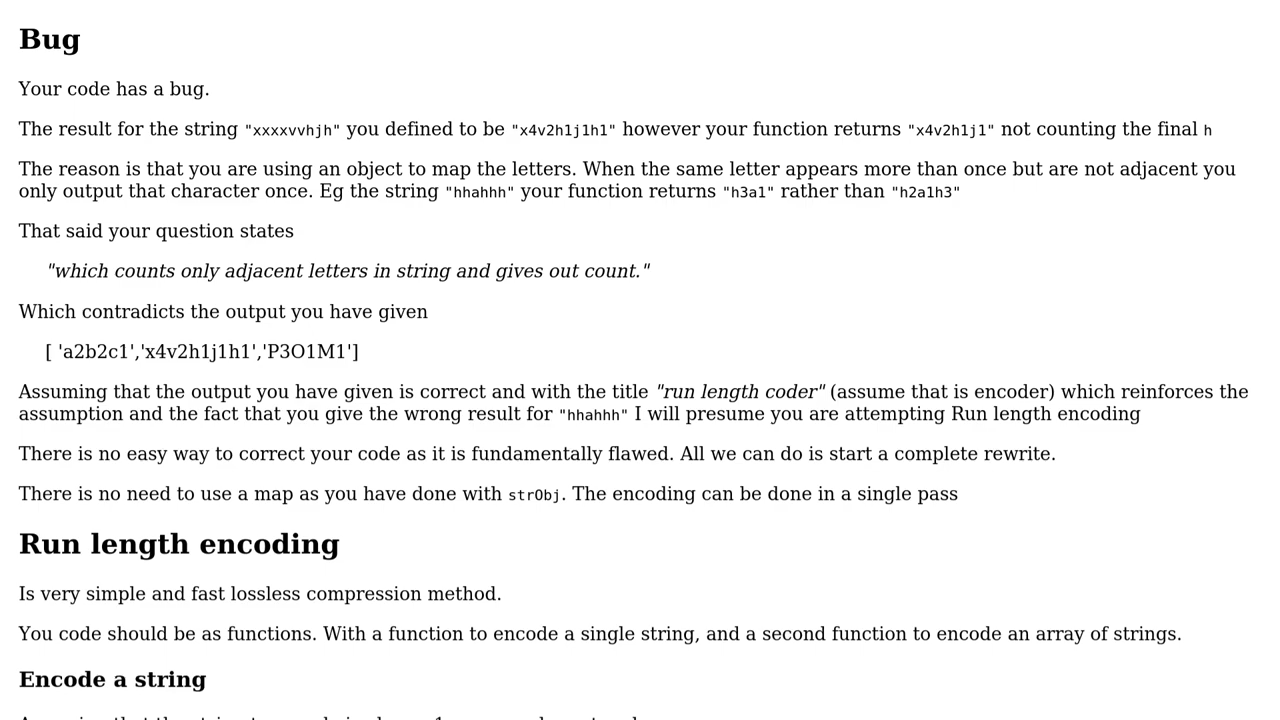 Bug
Your code has a bug.
The result for the string "xxxxvvhjh" you defined to be "x4v2h1j1h1" however your function returns "x4v2h1j1" not counting the final h
The reason is that you are using an object to map the letters. When the same letter appears more than once but are not adjacent you
only output that character once. Eg the string "hhahhh" your function returns "h3a1" rather than "h2a1h3"
That said your question states
"which counts only adjacent letters in string and gives out count."
Which contradicts the output you have given
[ 'a2b2c1','x4v2h1j1h1','P3O1M1']
Assuming that the output you have given is correct and with the title "run length coder" (assume that is encoder) which reinforces the
assumption and the fact that you give the wrong result for "hhahhh" I will presume you are attempting Run length encoding
There is no easy way to correct your code as it is fundamentally flawed. All we can do is start a complete rewrite.
There is no need to use a map as you have done with strObj. The encoding can be done in a single pass
Run length encoding
Is very simple and fast lossless compression method.
You code should be as functions. With a function to encode a single string, and a second function to encode an array of strings.
Encode a string